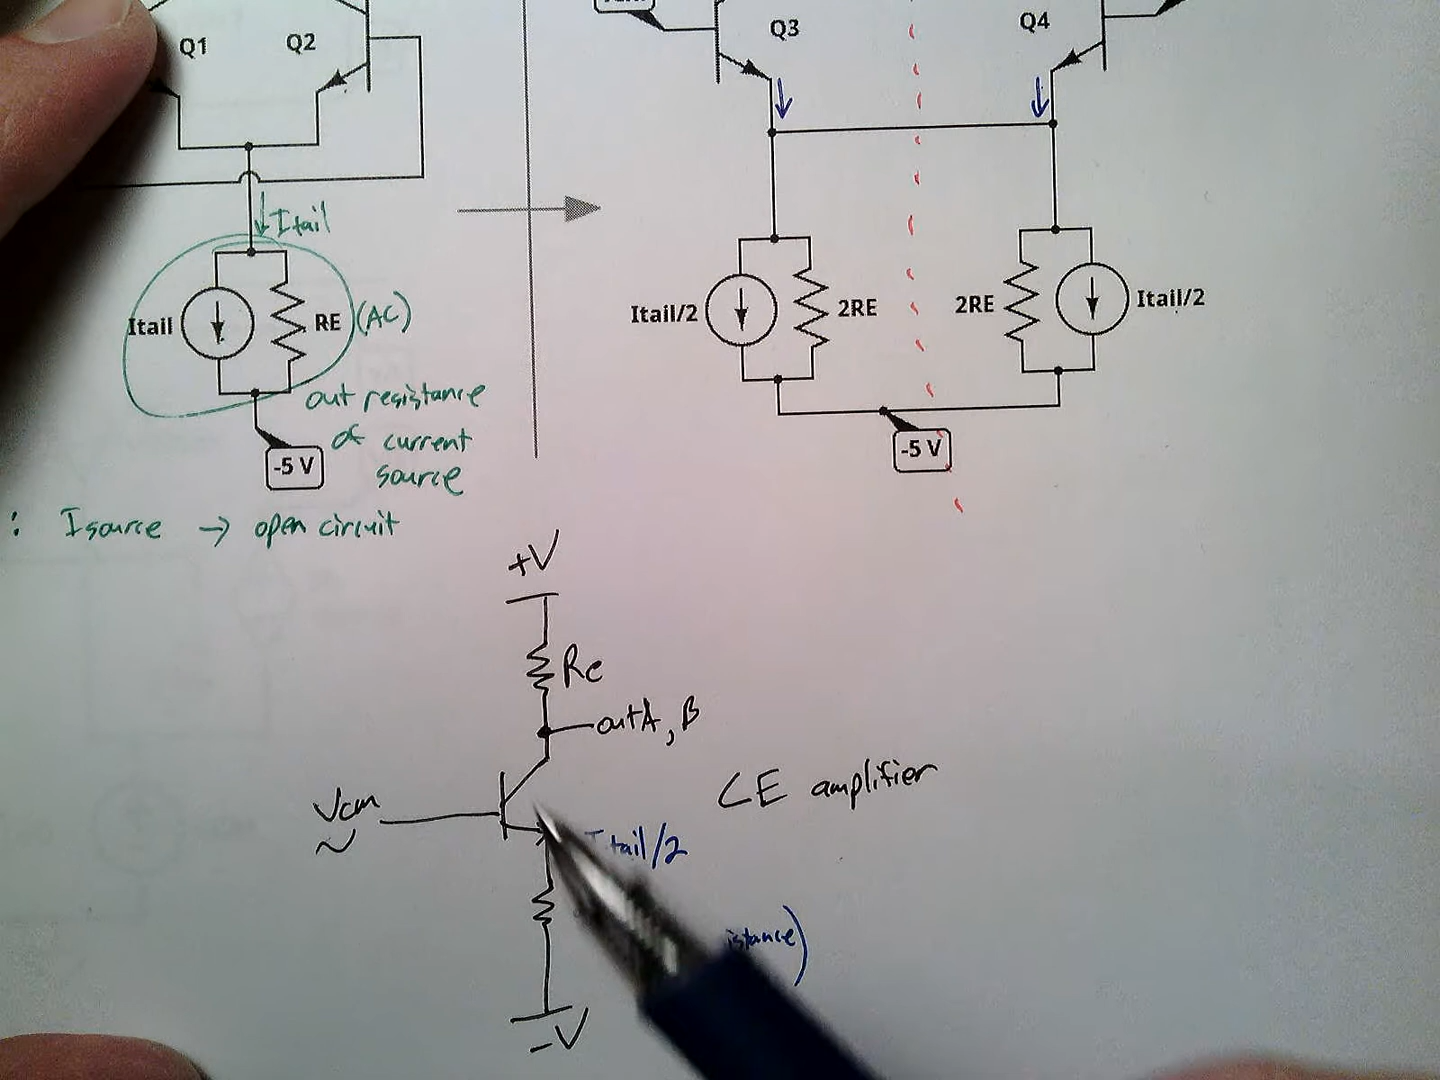 Q1
Q2
Q3
Q4
Itail
Itail
RE
(AC)
out resistance
of current
source
-5 V
Itail/2
2RE
2RE
Itail/2
-5 V
: Isource → open circuit
+V
Rc
outA, B
Vcm
~
CE amplifier
tail/2
istance)
-V